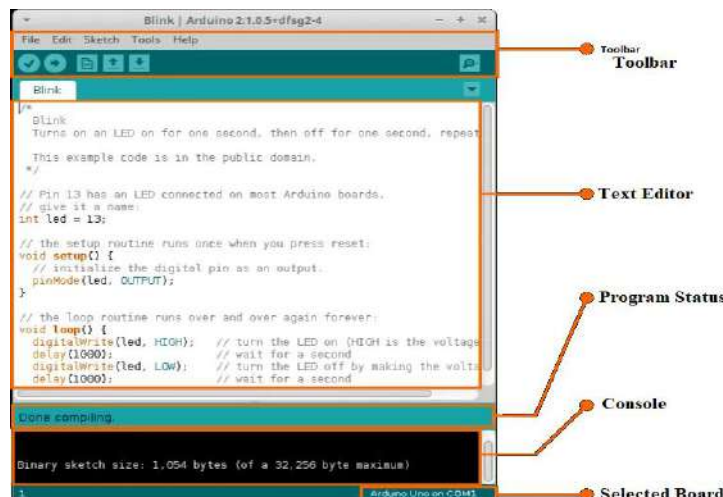 Blink | Arduino 2:1.0.5+dfsg2-4
File Edit Sketch Tools Help
Toolbar
Toolbar
Blink
/*
  Blink
  Turns on an LED on for one second, then off for one second, repeat

  This example code is in the public domain.
 */

// Pin 13 has an LED connected on most Arduino boards.
// give it a name:
int led = 13;

// the setup routine runs once when you press reset:
void setup() {
  // initialize the digital pin as an output.
  pinMode(led, OUTPUT);
}

// the loop routine runs over and over again forever:
void loop() {
  digitalWrite(led, HIGH);   // turn the LED on (HIGH is the voltage
  delay(1000);               // wait for a second
  digitalWrite(led, LOW);    // turn the LED off by making the volta
  delay(1000);               // wait for a second
Text Editor
Program Status
Done compiling.
Console
Binary sketch size: 1,054 bytes (of a 32,256 byte maximum)
1
Arduino Uno on COM1
Selected Board